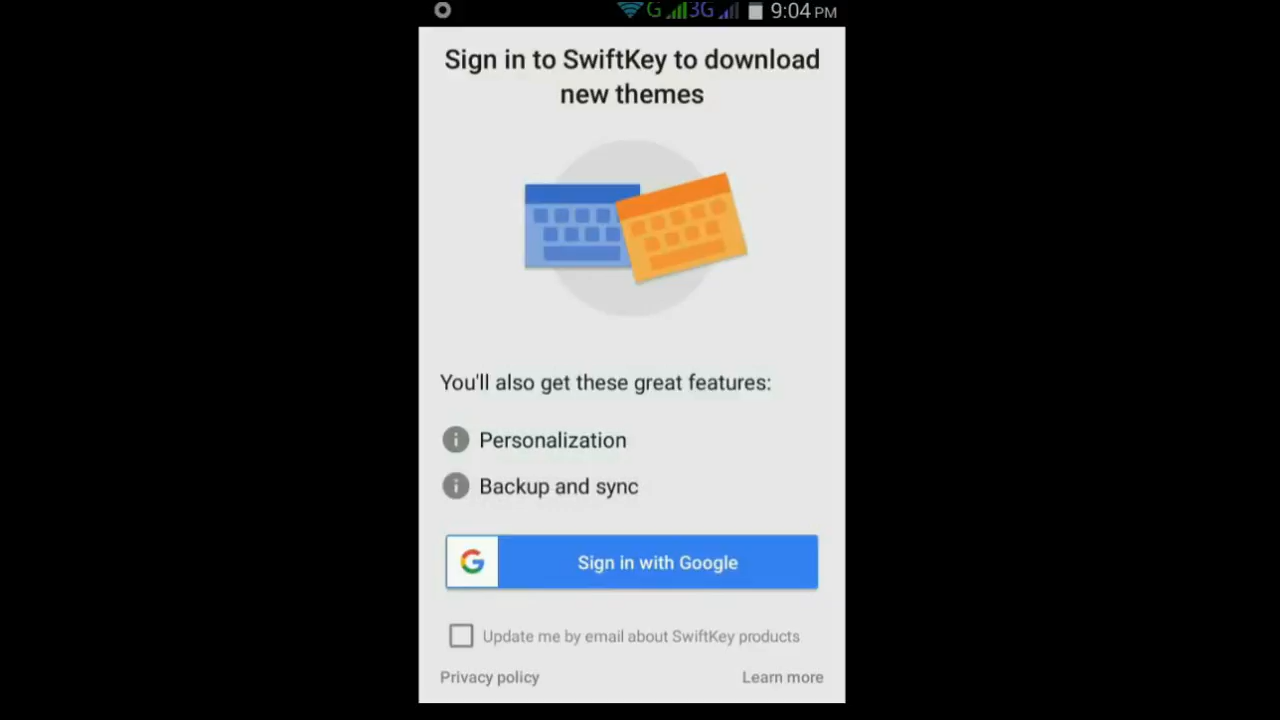 G 3G 9:04 PM
Sign in to SwiftKey to download
new themes
You'll also get these great features:
Personalization
Backup and sync
Sign in with Google
Update me by email about SwiftKey products
Privacy policy Learn more